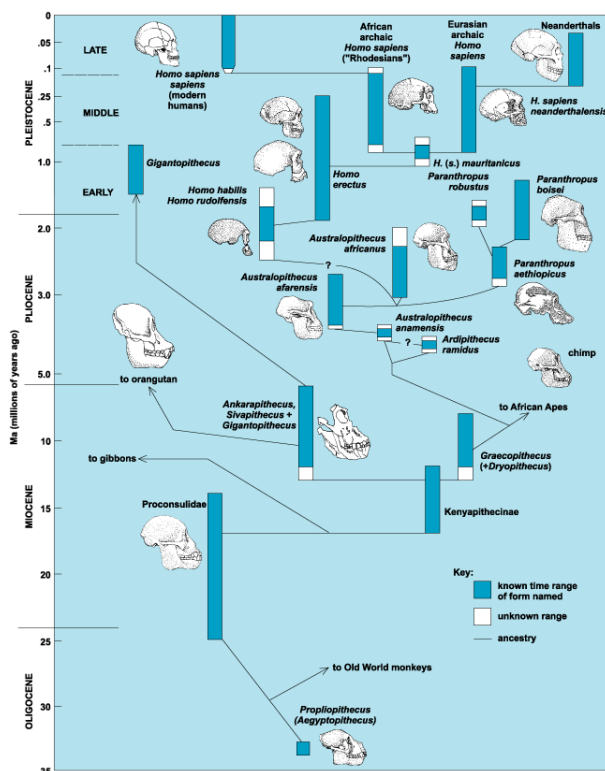 0
.05
.1
.25
.5
1.0
2.0
3.0
5.0
10
15
20
25
30
35
Ma (millions of years ago)
LATE
MIDDLE
EARLY
PLEISTOCENE
PLIOCENE
MIOCENE
OLIGOCENE
Homo sapiens
sapiens
(modern
humans)
African
archaic
Homo sapiens
("Rhodesians")
Eurasian
archaic
Homo
sapiens
Neanderthals
H. sapiens
neanderthalensis
Gigantopithecus
Homo
erectus
H. (s.) mauritanicus
Homo habilis
Homo rudolfensis
Paranthropus
robustus
Paranthropus
boisei
Australopithecus
africanus
?
Australopithecus
afarensis
Paranthropus
aethiopicus
Australopithecus
anamensis
?
Ardipithecus
ramidus
chimp
to orangutan
to African Apes
Ankarapithecus,
Sivapithecus +
Gigantopithecus
to gibbons
Graecopithecus
(+Dryopithecus)
Proconsulidae
Kenyapithecinae
Key:
known time range
of form named
unknown range
ancestry
to Old World monkeys
Propliopithecus
(Aegyptopithecus)